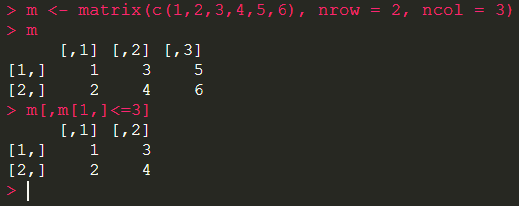 > m <- matrix(c(1,2,3,4,5,6), nrow = 2, ncol = 3)
> m
     [,1] [,2] [,3]
[1,]    1    3    5
[2,]    2    4    6
> m[,m[1,]<=3]
     [,1] [,2]
[1,]    1    3
[2,]    2    4
>